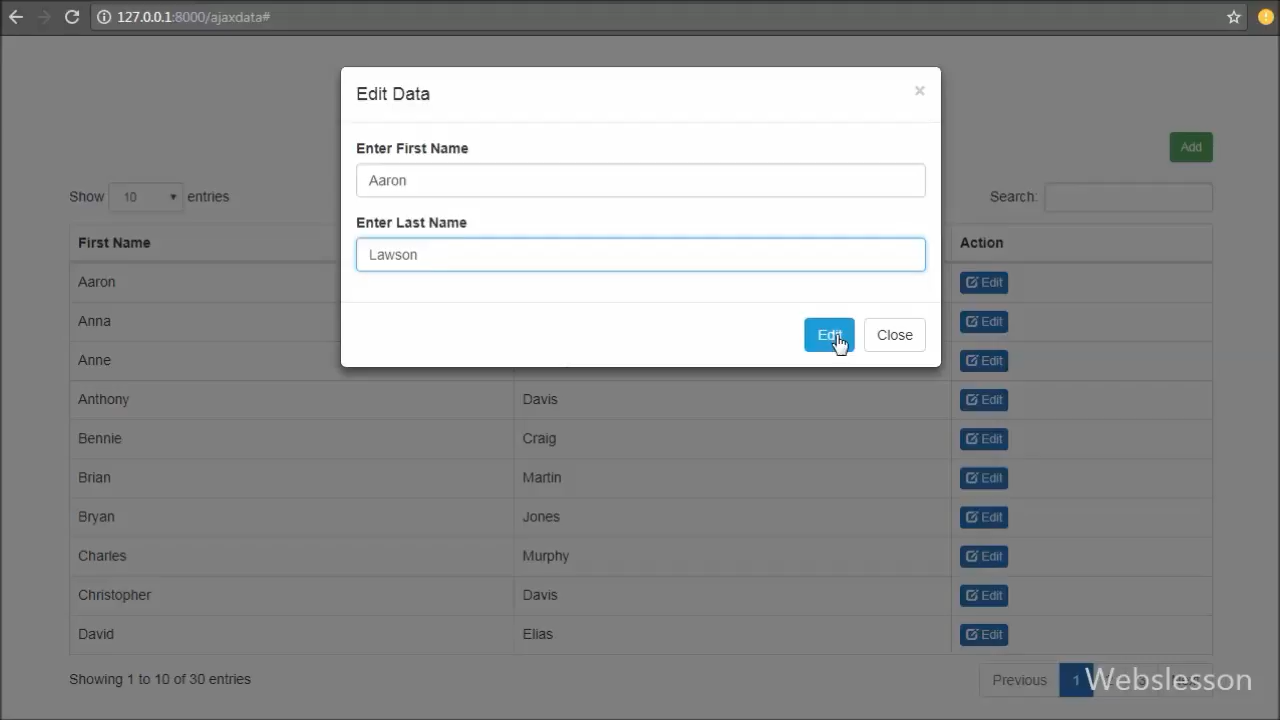 127.0.0.1:8000/ajaxdata#
Edit Data ×
Enter First Name
Aaron
Add
Enter Last Name
Lawson
Show 10 entries Search:
First Name Action
Edit Close
Aaron Edit
Anna Edit
Anne Edit
Anthony Davis Edit
Bennie Craig Edit
Brian Martin Edit
Bryan Jones Edit
Charles Murphy Edit
Christopher Davis Edit
David Elias Edit
Showing 1 to 10 of 30 entries Previous 1
Webslesson